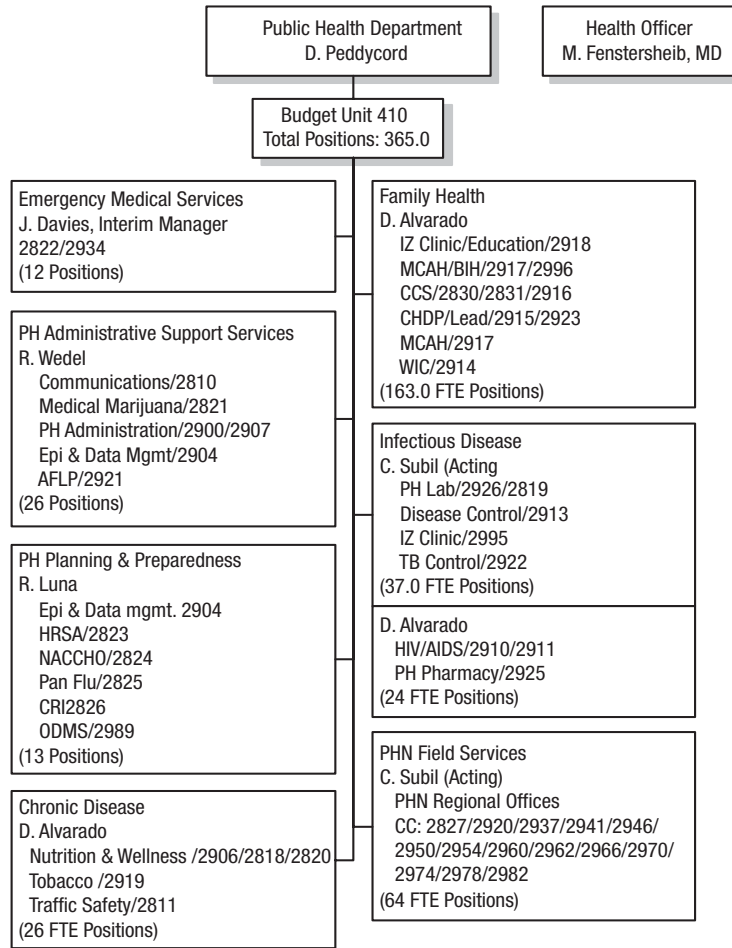 Public Health Department
D. Peddycord
Health Officer
M. Fenstersheib, MD
Budget Unit 410
Total Positions: 365.0
Emergency Medical Services
J. Davies, Interim Manager
2822/2934
(12 Positions)
PH Administrative Support Services
R. Wedel
Communications/2810
Medical Marijuana/2821
PH Administration/2900/2907
Epi & Data Mgmt/2904
AFLP/2921
(26 Positions)
PH Planning & Preparedness
R. Luna
Epi & Data mgmt. 2904
HRSA/2823
NACCHO/2824
Pan Flu/2825
CRI2826
ODMS/2989
(13 Positions)
Chronic Disease
D. Alvarado
Nutrition & Wellness /2906/2818/2820
Tobacco /2919
Traffic Safety/2811
(26 FTE Positions)
Family Health
D. Alvarado
IZ Clinic/Education/2918
MCAH/BIH/2917/2996
CCS/2830/2831/2916
CHDP/Lead/2915/2923
MCAH/2917
WIC/2914
(163.0 FTE Positions)
Infectious Disease
C. Subil (Acting
PH Lab/2926/2819
Disease Control/2913
IZ Clinic/2995
TB Control/2922
(37.0 FTE Positions)
D. Alvarado
HIV/AIDS/2910/2911
PH Pharmacy/2925
(24 FTE Positions)
PHN Field Services
C. Subil (Acting)
PHN Regional Offices
CC: 2827/2920/2937/2941/2946/
2950/2954/2960/2962/2966/2970/
2974/2978/2982
(64 FTE Positions)